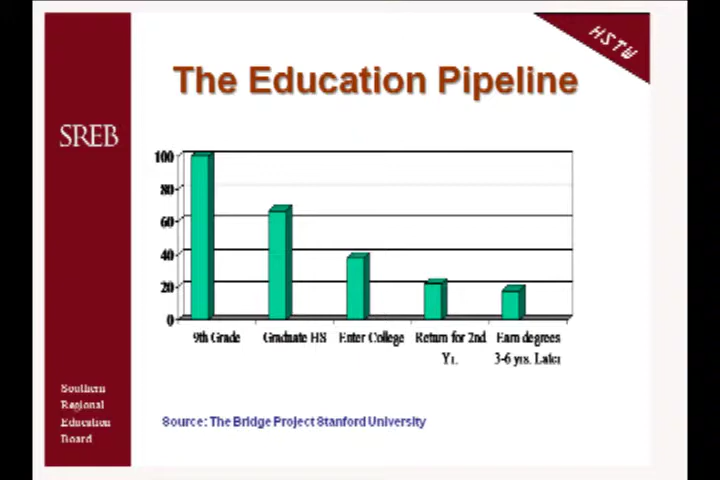 HSTW
The Education Pipeline
SREB
100
80
60
40
20
0
9th Grade
Graduate HS
Enter College
Return for 2nd
Yr.
Earn degrees
3-6 yrs. Later
Southern
Regional
Education
Board
Source: The Bridge Project Stanford University